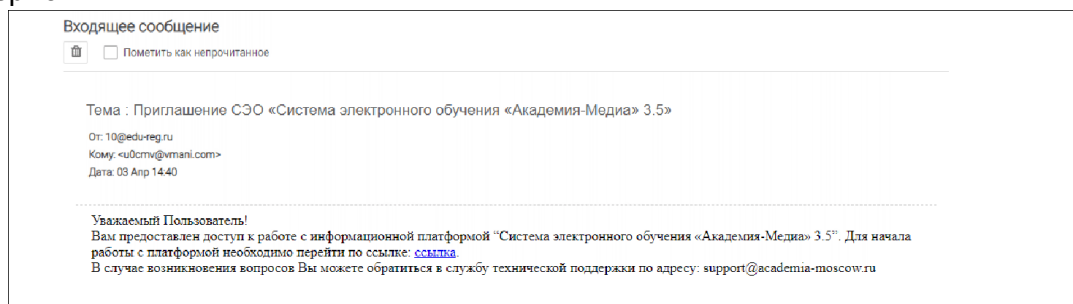 Входящее сообщение
Пометить как непрочитанное
Тема : Приглашение СЭО «Система электронного обучения «Академия-Медиа» 3.5»
От: 10@edu-reg.ru
Кому: <u0cmv@vmani.com>
Дата: 03 Апр 14:40
Уважаемый Пользователь!
Вам предоставлен доступ к работе с информационной платформой “Система электронного обучения «Академия-Медиа» 3.5”. Для начала
работы с платформой необходимо перейти по ссылке: ссылка.
В случае возникновения вопросов Вы можете обратиться в службу технической поддержки по адресу: support@academia-moscow.ru